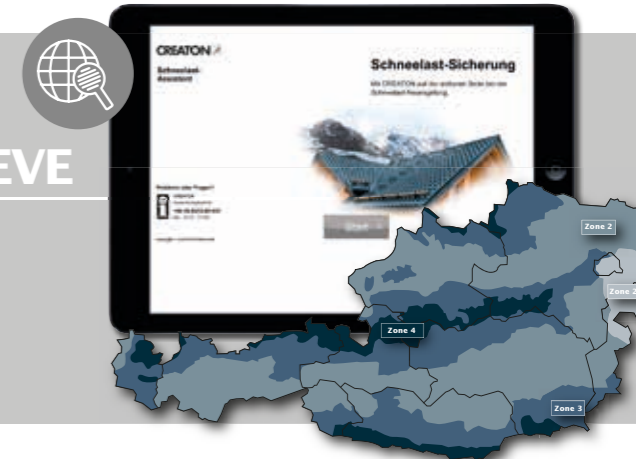 EVE
CREATON
Schneelast-
Assistent
Schneelast-Sicherung
Mit CREATON auf der sicheren Seite bei der
Schneelast-Neuregelung.
Probleme oder Fragen?
Start
Zone 2
Zone 2
Zone 4
Zone 3